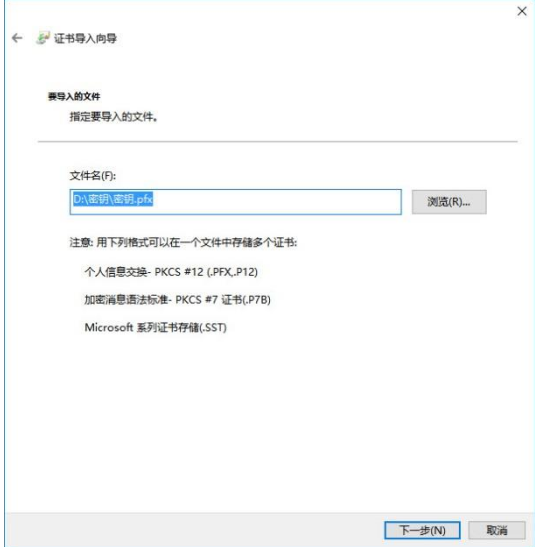 证书导入向导
要导入的文件
指定要导入的文件。
文件名(F):
D:\密钥\密钥.pfx
浏览(R)...
注意: 用下列格式可以在一个文件中存储多个证书:
个人信息交换- PKCS #12 (.PFX,.P12)
加密消息语法标准- PKCS #7 证书(.P7B)
Microsoft 系列证书存储(.SST)
下一步(N)
取消